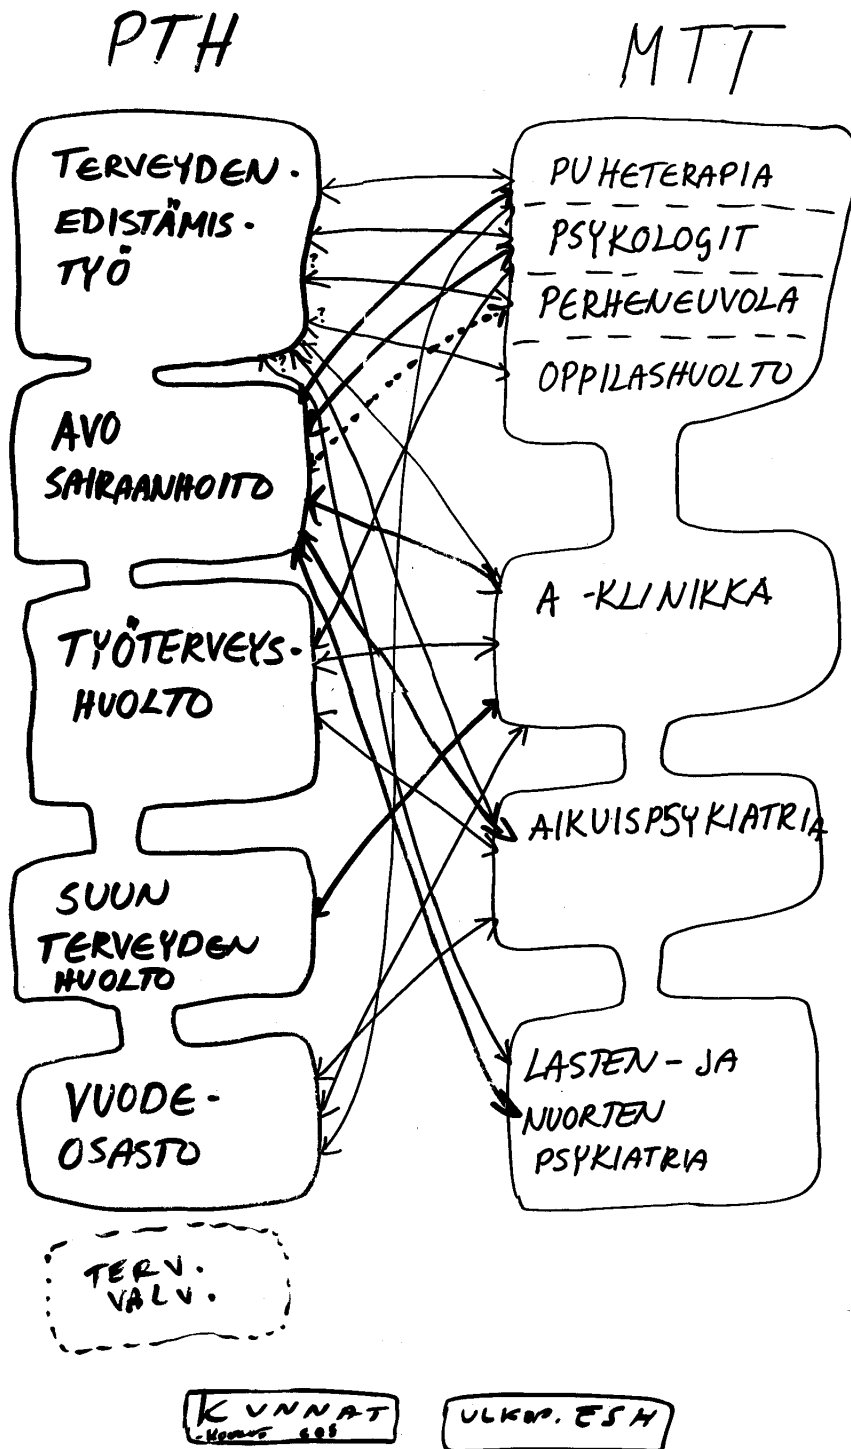 PTH
MTT
TERVEYDEN-
EDISTÄMIS-
TYÖ
AVO
SAIRAANHOITO
TYÖTERVEYS-
HUOLTO
SUUN
TERVEYDEN
HUOLTO
VUODE-
OSASTO
TERV.
VALV.
PUHETERAPIA
PSYKOLOGIT
PERHENEUVOLA
OPPILASHUOLTO
A-KLINIKKA
AIKUISPSYKIATRIA
LASTEN- JA
NUORTEN
PSYKIATRIA
?
?
?
KUNNAT
ULKOP. ESH